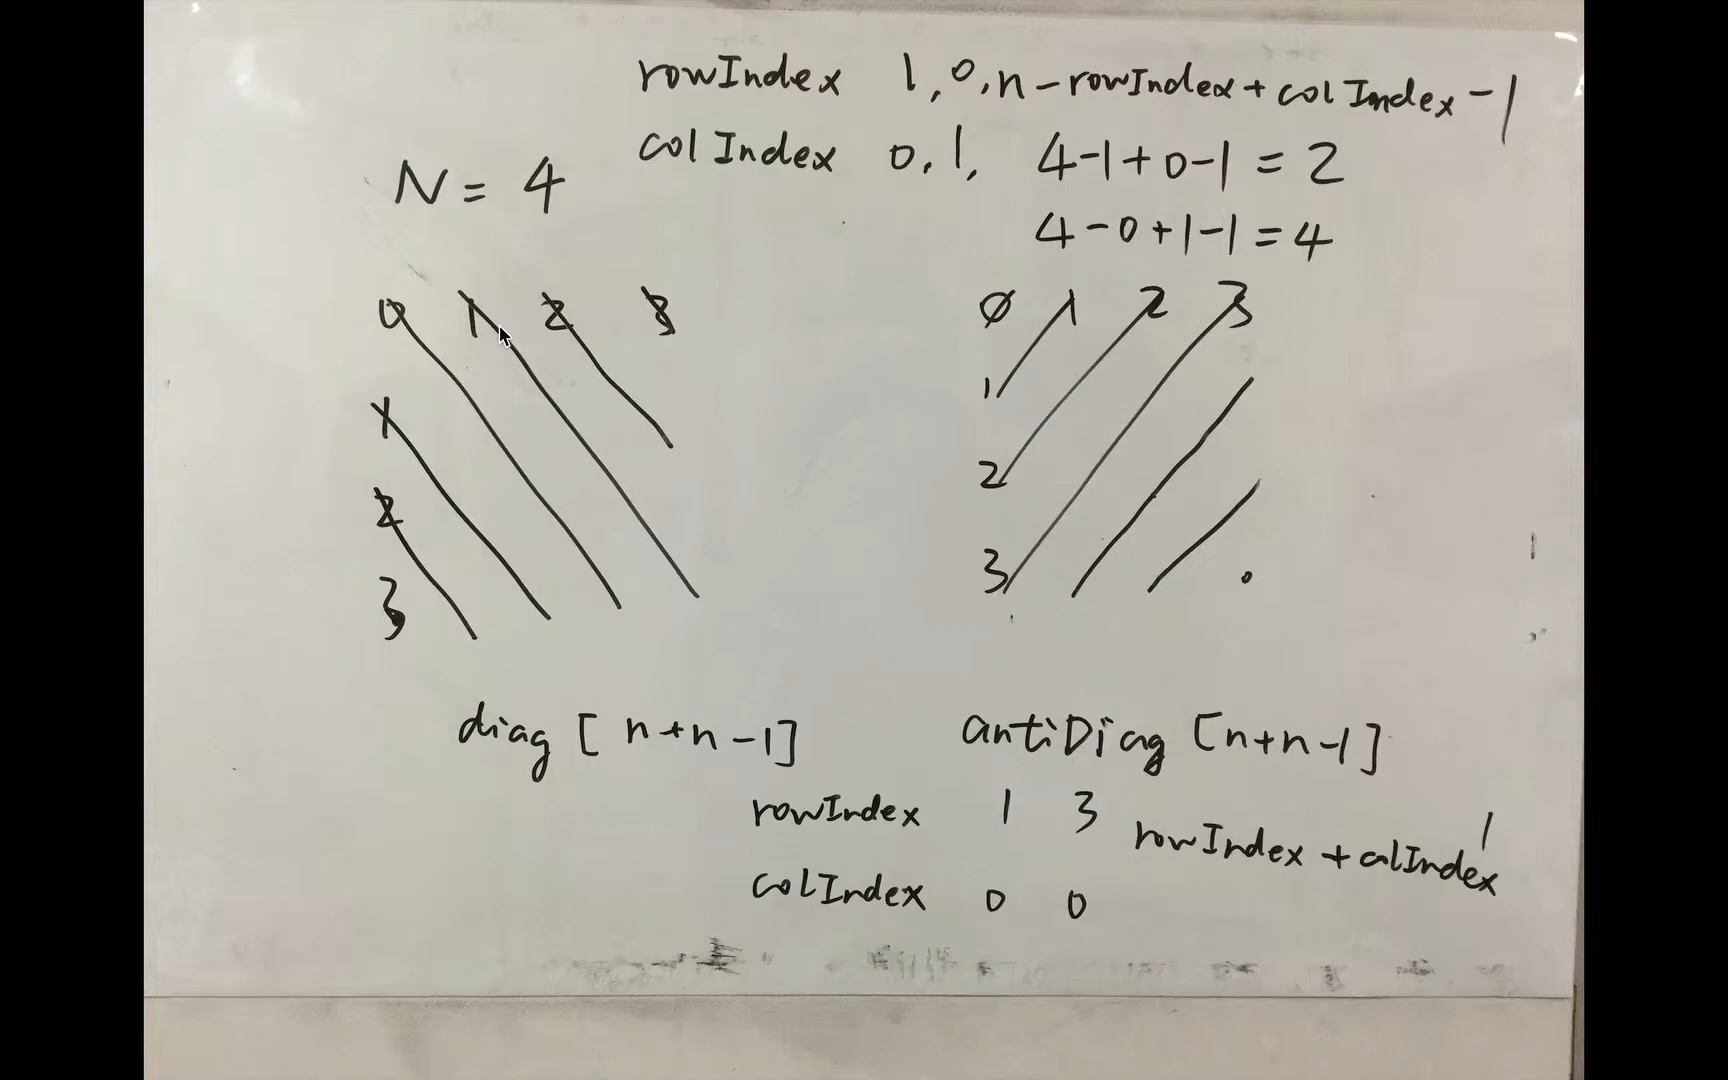 rowIndex 1,0,n-rowIndex+colIndex-1
colIndex 0,1, 4-1+0-1=2
N=4
4-0+1-1=4
0 1 2 3
1
2
3
0 1 2 3
1
2
3
diag [n+n-1]
antiDiag [n+n-1]
rowIndex 1 3
rowIndex+colIndex
1
colIndex 0 0